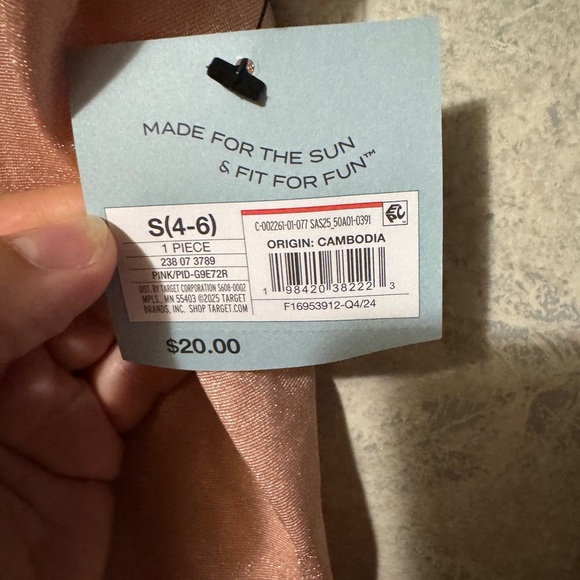 MADE FOR THE SUN
& FIT FOR FUN™
S(4-6)
1 PIECE
238 07 3789
PINK/PID-G9E72R
DIST. BY TARGET CORPORATION S608-0002
MPLS., MN 55403 ©2025 TARGET
BRANDS, INC. SHOP TARGET.COM
C-002261-01-077 SAS25_50A01-0391
ORIGIN: CAMBODIA
1 98420 38222 3
F16953912-Q4/24
$20.00